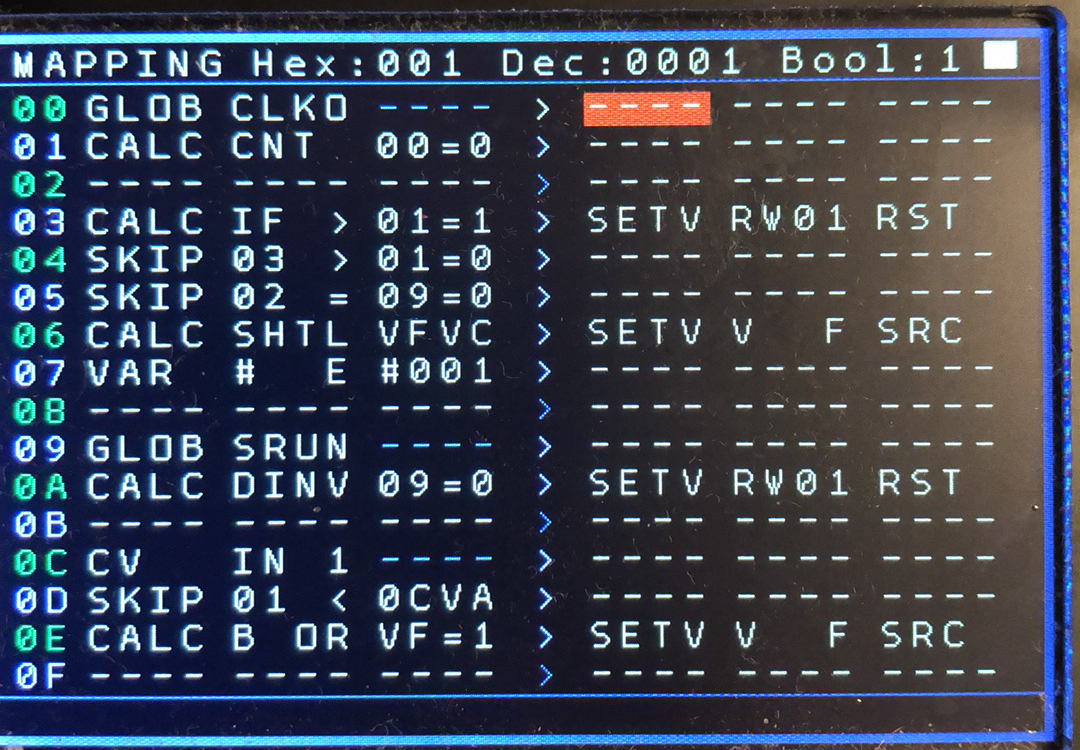 MAPPING Hex:001 Dec:0001 Bool:1
00 GLOB CLKO ---- > ---- ---- ----
01 CALC CNT 00=0 > ---- ---- ----
02 ---- ---- ---- > ---- ---- ----
03 CALC IF > 01=1 > SETV RW01 RST
04 SKIP 03 > 01=0 > ---- ---- ----
05 SKIP 02 = 09=0 > ---- ---- ----
06 CALC SHTL VFVC > SETV V F SRC
07 VAR # E #001 > ---- ---- ----
08 ---- ---- ---- > ---- ---- ----
09 GLOB SRUN ---- > ---- ---- ----
0A CALC DINV 09=0 > SETV RW01 RST
0B ---- ---- ---- > ---- ---- ----
0C CV IN 1 ---- > ---- ---- ----
0D SKIP 01 < 0CVA > ---- ---- ----
0E CALC B OR VF=1 > SETV V F SRC
0F ---- ---- ---- > ---- ---- ----